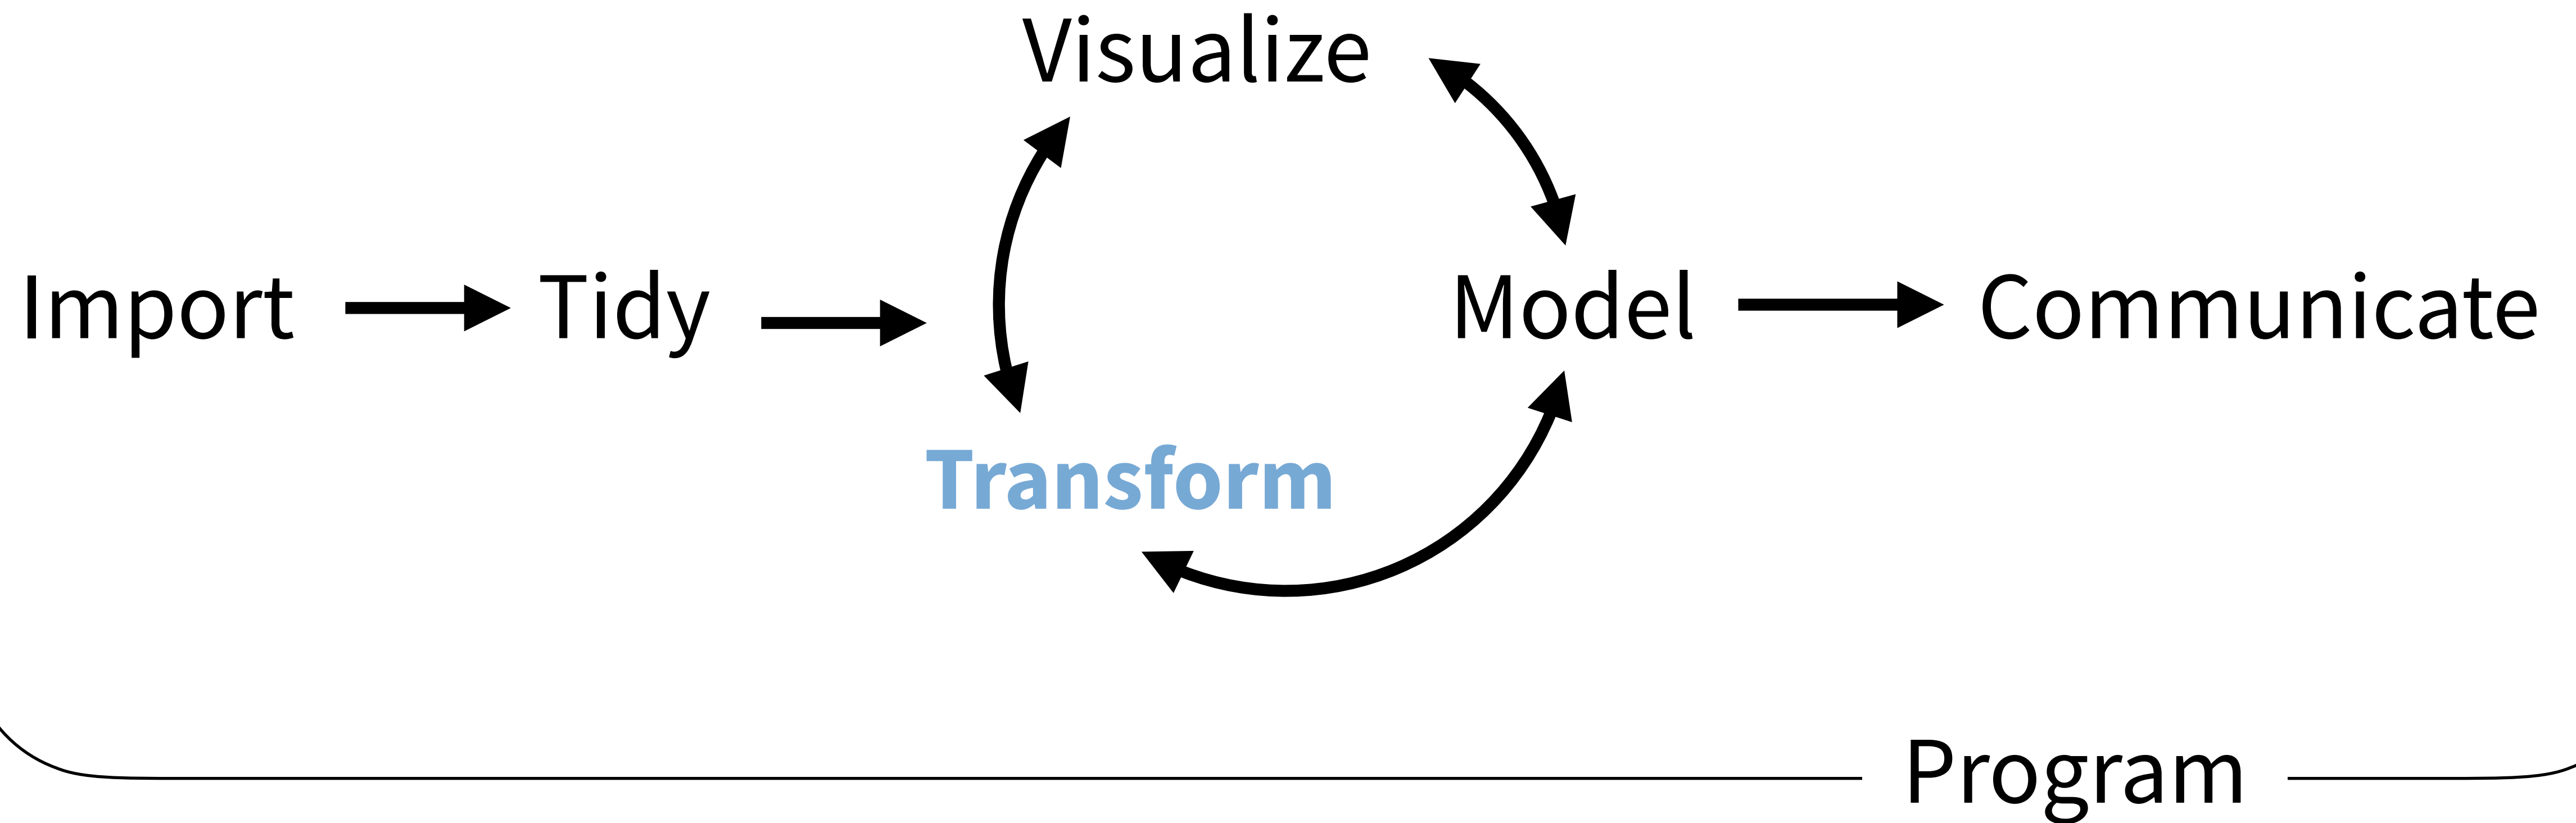 Visualize
Import
Tidy
Model
Communicate
Transform
Program